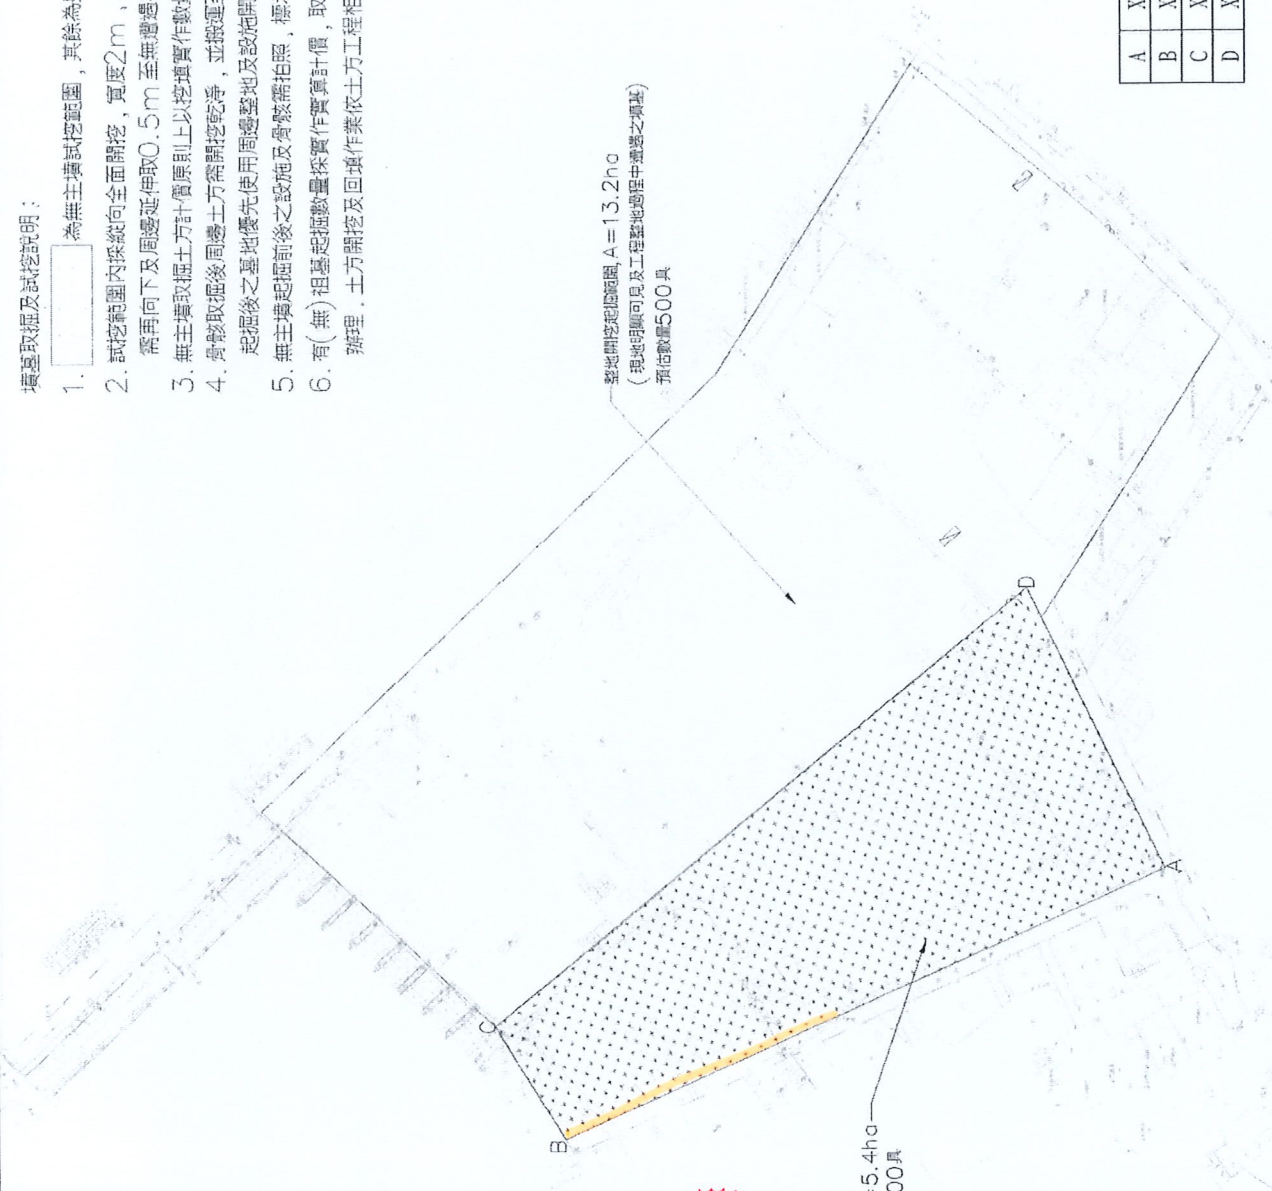 墳墓取掘及試挖說明：
1. 為無主墳試挖範圍，其餘為
2. 試挖範圍內採縱向全面開挖，寬度2m，
需再向下及周邊延伸取0.5m 至無遭遇
3. 無主墳取掘土方計價原則上以挖填實作數
4. 骨骸取掘後周邊土方需開挖乾淨，並搬運
起掘後之墓地優先使用周邊整地及設施開
5. 無主墳起掘前後之設施及骨骸需拍照，標
6. 有(無)祖墓起掘數量採實作實算計價，取
辦理．土方開挖及回填作業依土方工程相
整地開挖起掘範圍, A=13.2ha
(現地明顯可見及工程整地過程中遭遇之墳墓)
預估數量500具
A X
B X
C X
D X
C
B
D
A
5.4ha
00具